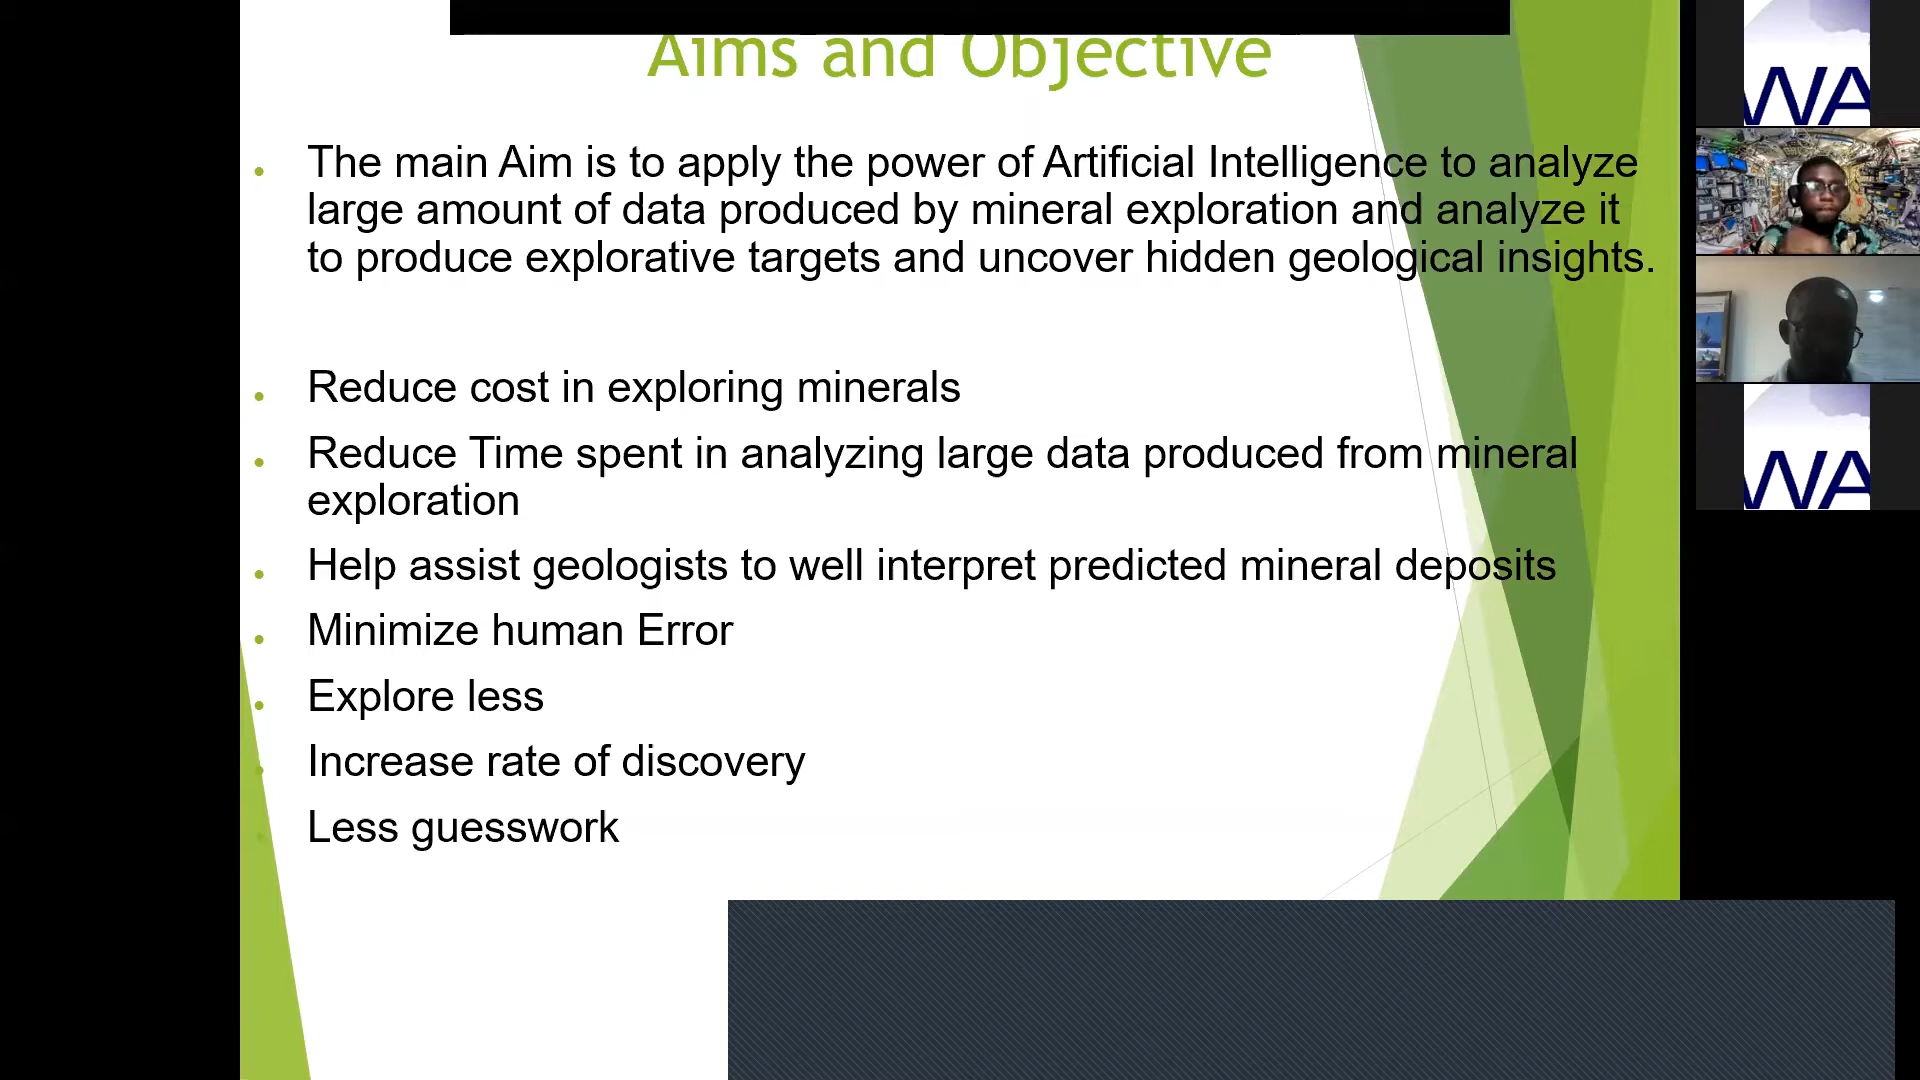 Aims and Objective
The main Aim is to apply the power of Artificial Intelligence to analyze
large amount of data produced by mineral exploration and analyze it
to produce explorative targets and uncover hidden geological insights.
Reduce cost in exploring minerals
Reduce Time spent in analyzing large data produced from mineral
exploration
Help assist geologists to well interpret predicted mineral deposits
Minimize human Error
Explore less
Increase rate of discovery
Less guesswork
WA
WA